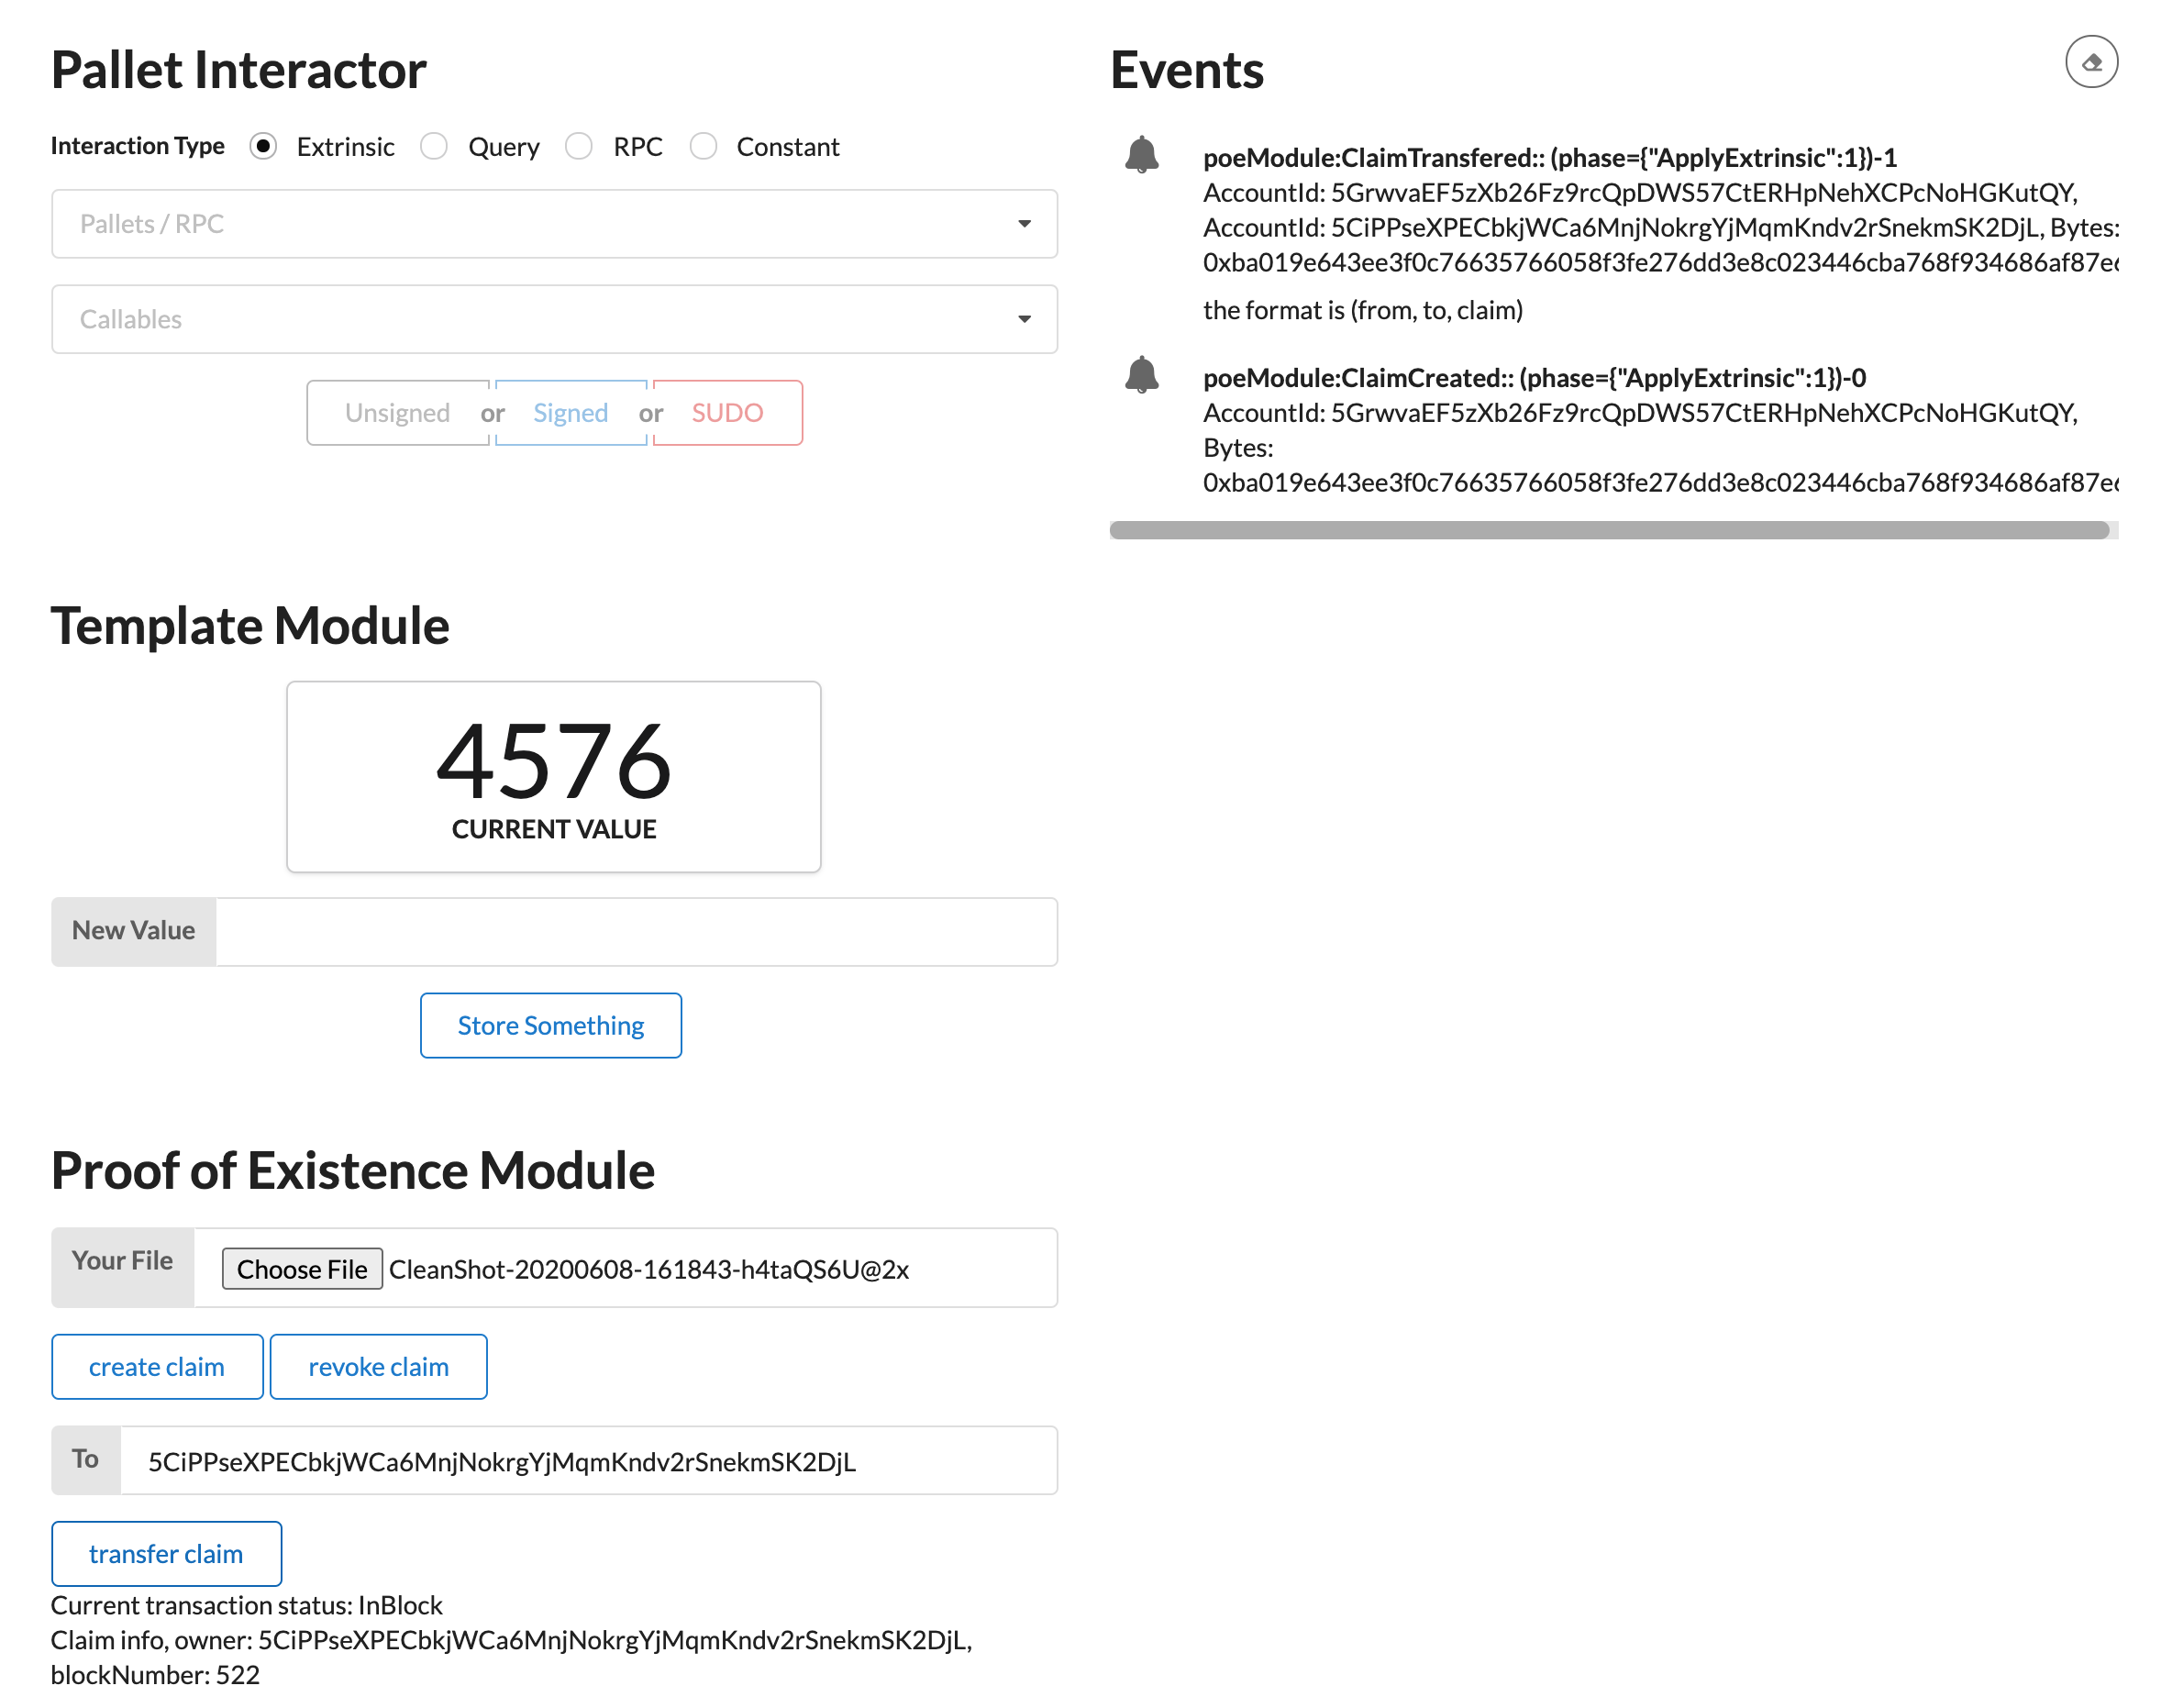 Pallet Interactor
Interaction Type Extrinsic Query RPC Constant
Pallets / RPC
Callables
Unsigned or Signed or SUDO
Events
poeModule:ClaimTransfered:: (phase={"ApplyExtrinsic":1})-1
AccountId: 5GrwvaEF5zXb26Fz9rcQpDWS57CtERHpNehXCPcNoHGKutQY,
AccountId: 5CiPPseXPECbkjWCa6MnjNokrgYjMqmKndv2rSnekmSK2DjL, Bytes:
0xba019e643ee3f0c76635766058f3fe276dd3e8c023446cba768f934686af87e
the format is (from, to, claim)
poeModule:ClaimCreated:: (phase={"ApplyExtrinsic":1})-0
AccountId: 5GrwvaEF5zXb26Fz9rcQpDWS57CtERHpNehXCPcNoHGKutQY,
Bytes:
0xba019e643ee3f0c76635766058f3fe276dd3e8c023446cba768f934686af87e
Template Module
4576
CURRENT VALUE
New Value
Store Something
Proof of Existence Module
Your File Choose File CleanShot-20200608-161843-h4taQS6U@2x
create claim revoke claim
To 5CiPPseXPECbkjWCa6MnjNokrgYjMqmKndv2rSnekmSK2DjL
transfer claim
Current transaction status: InBlock
Claim info, owner: 5CiPPseXPECbkjWCa6MnjNokrgYjMqmKndv2rSnekmSK2DjL,
blockNumber: 522